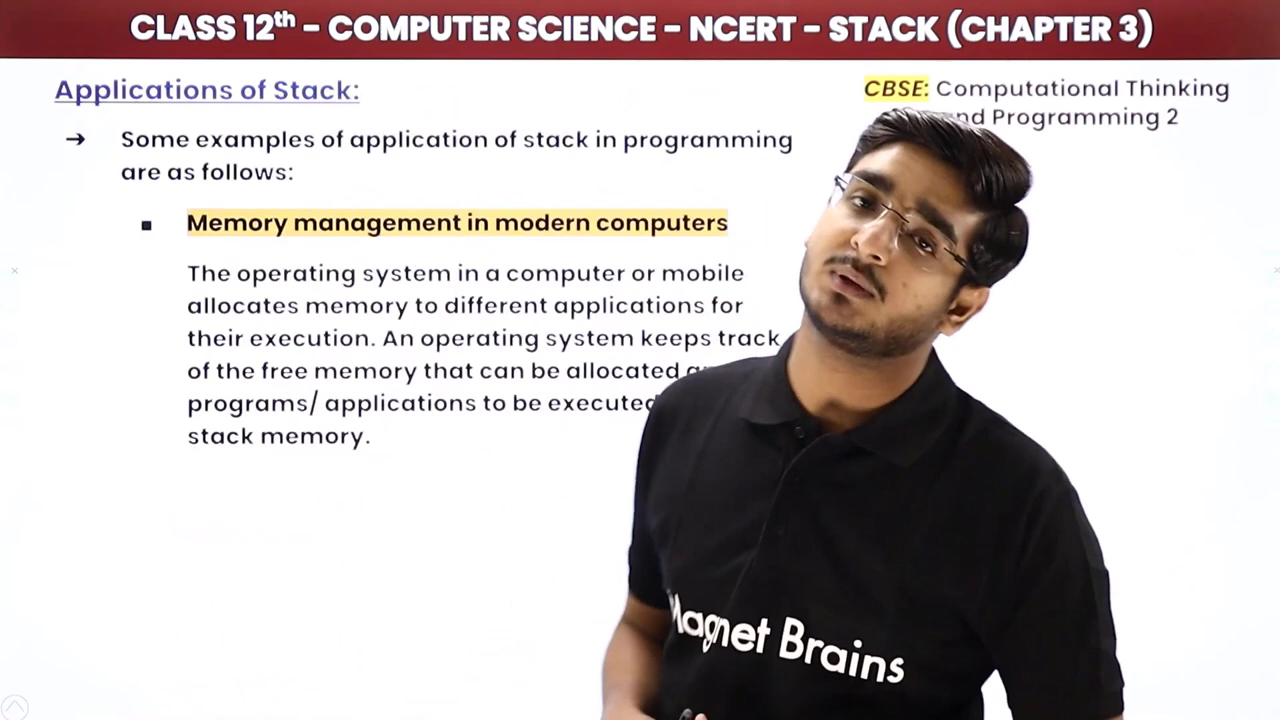 CLASS 12th - COMPUTER SCIENCE - NCERT - STACK (CHAPTER 3)
Applications of Stack:
CBSE: Computational Thinking
and Programming 2
→ Some examples of application of stack in programming
are as follows:
■ Memory management in modern computers
The operating system in a computer or mobile
allocates memory to different applications for
their execution. An operating system keeps track
of the free memory that can be allocated
programs/ applications to be executed
stack memory.
Magnet Brains